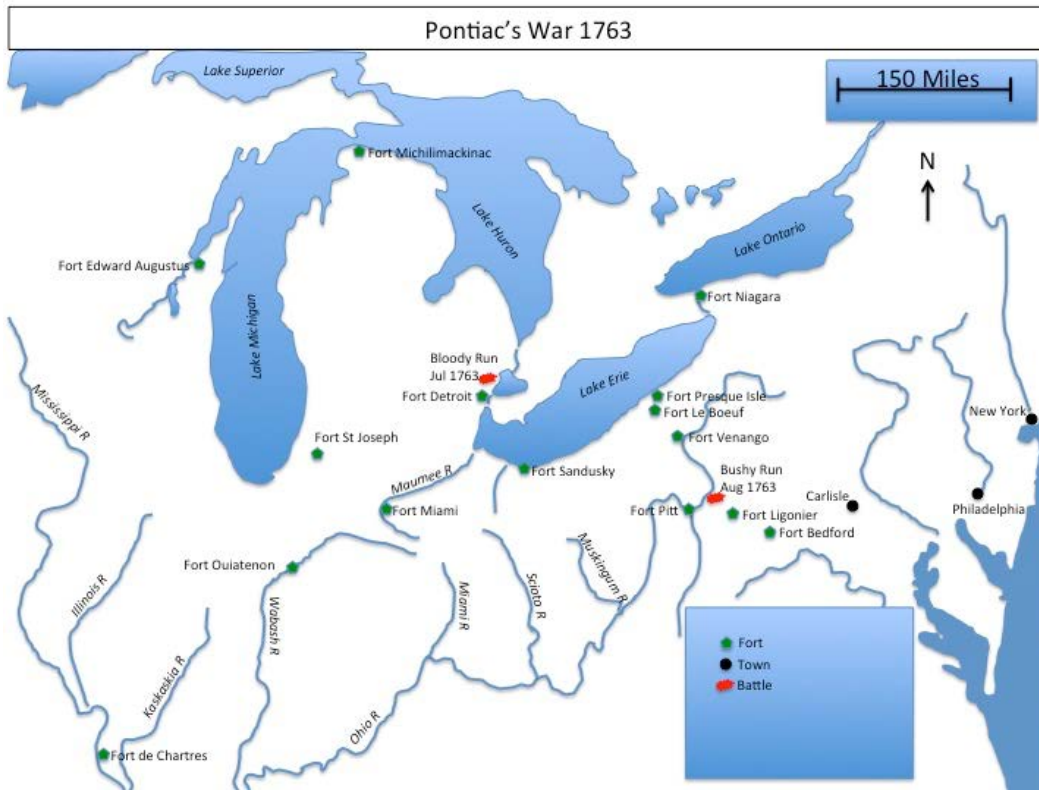 Pontiac's War 1763
Lake Superior
150 Miles
Fort Michilimackinac
N
Lake Huron
Lake Ontario
Fort Edward Augustus
Fort Niagara
Lake Michigan
Bloody Run
Jul 1763
Lake Erie
Fort Detroit
Fort Presque Isle
Fort Le Boeuf
Mississippi R
New York
Fort St Joseph
Fort Venango
Maumee R
Fort Sandusky
Bushy Run
Aug 1763
Carlisle
Philadelphia
Fort Miami
Fort Pitt
Fort Ligonier
Fort Bedford
Fort Ouiatenon
Illinois R
Wabash R
Miami R
Sciata R
Muskingum R
Kaskaskia R
Ohio R
Fort
Town
Battle
Fort de Chartres